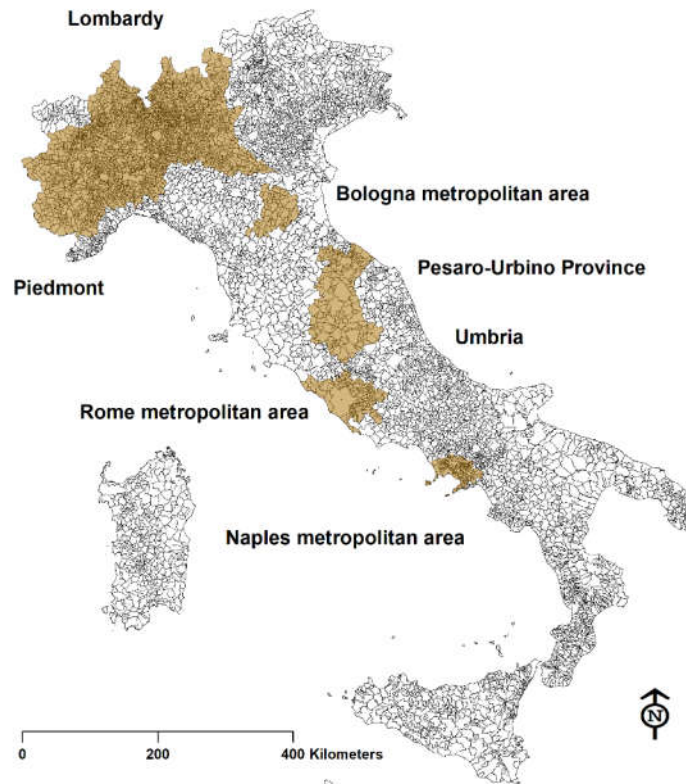 Lombardy
Bologna metropolitan area
Pesaro-Urbino Province
Piedmont
Umbria
Rome metropolitan area
Naples metropolitan area
N
0 200 400 Kilometers